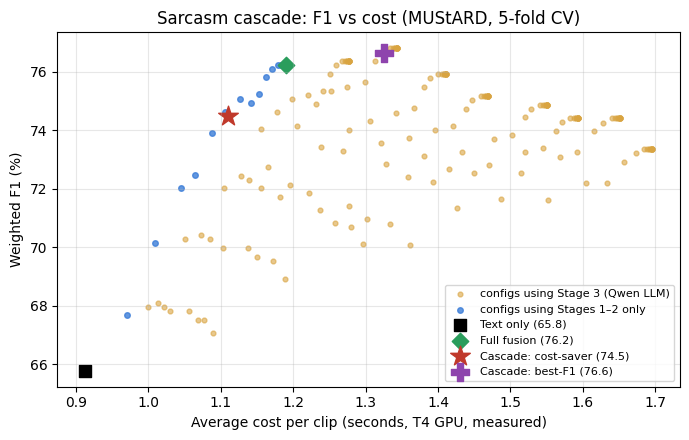 Sarcasm cascade: F1 vs cost (MUStARD, 5-fold CV)
Weighted F1 (%)
76
74
72
70
68
66
configs using Stage 3 (Qwen LLM)
configs using Stages 1–2 only
Text only (65.8)
Full fusion (76.2)
Cascade: cost-saver (74.5)
Cascade: best-F1 (76.6)
0.9 1.0 1.1 1.2 1.3 1.4 1.5 1.6 1.7
Average cost per clip (seconds, T4 GPU, measured)